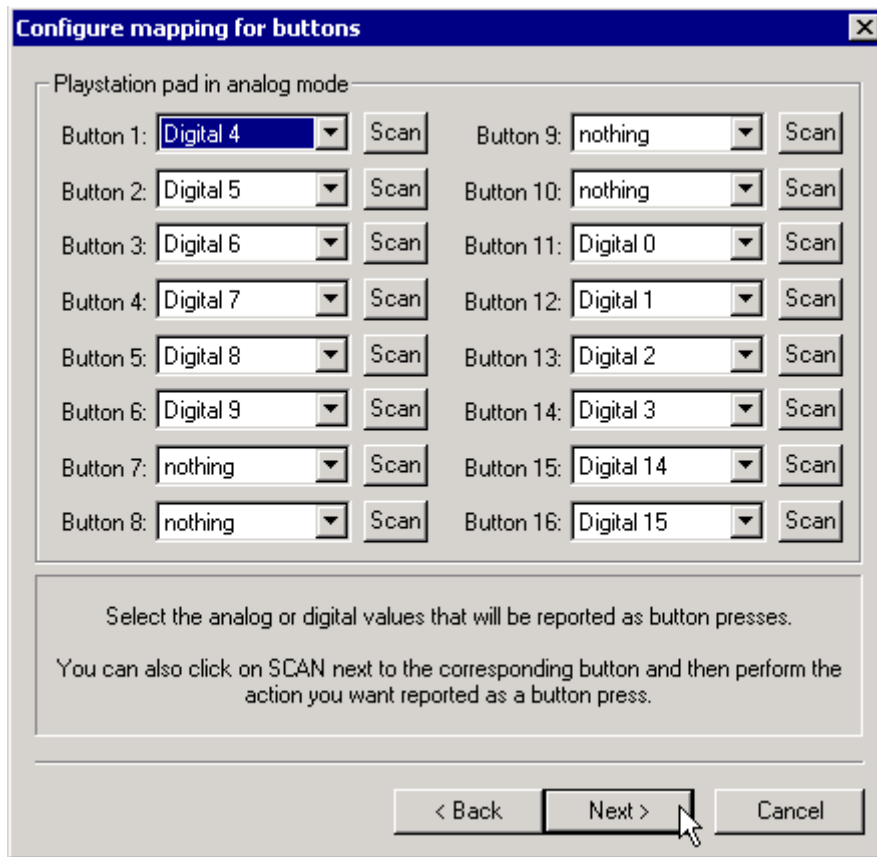 Configure mapping for buttons
Playstation pad in analog mode
Button 1: Digital 4 Scan Button 9: nothing Scan
Button 2: Digital 5 Scan Button 10: nothing Scan
Button 3: Digital 6 Scan Button 11: Digital 0 Scan
Button 4: Digital 7 Scan Button 12: Digital 1 Scan
Button 5: Digital 8 Scan Button 13: Digital 2 Scan
Button 6: Digital 9 Scan Button 14: Digital 3 Scan
Button 7: nothing Scan Button 15: Digital 14 Scan
Button 8: nothing Scan Button 16: Digital 15 Scan
Select the analog or digital values that will be reported as button presses.
You can also click on SCAN next to the corresponding button and then perform the
action you want reported as a button press.
< Back Next > Cancel